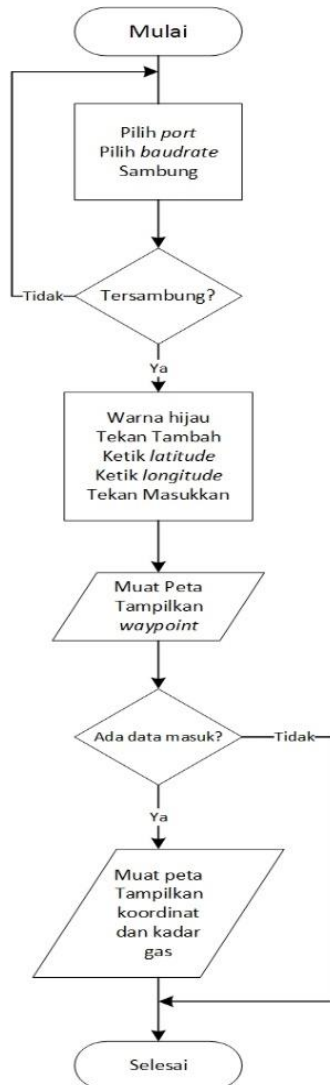 Mulai
Pilih port
Pilih baudrate
Sambung
Tidak
Tersambung?
Ya
Warna hijau
Tekan Tambah
Ketik latitude
Ketik longitude
Tekan Masukkan
Muat Peta
Tampilkan
waypoint
Ada data masuk?
Tidak
Ya
Muat peta
Tampilkan
koordinat
dan kadar
gas
Selesai